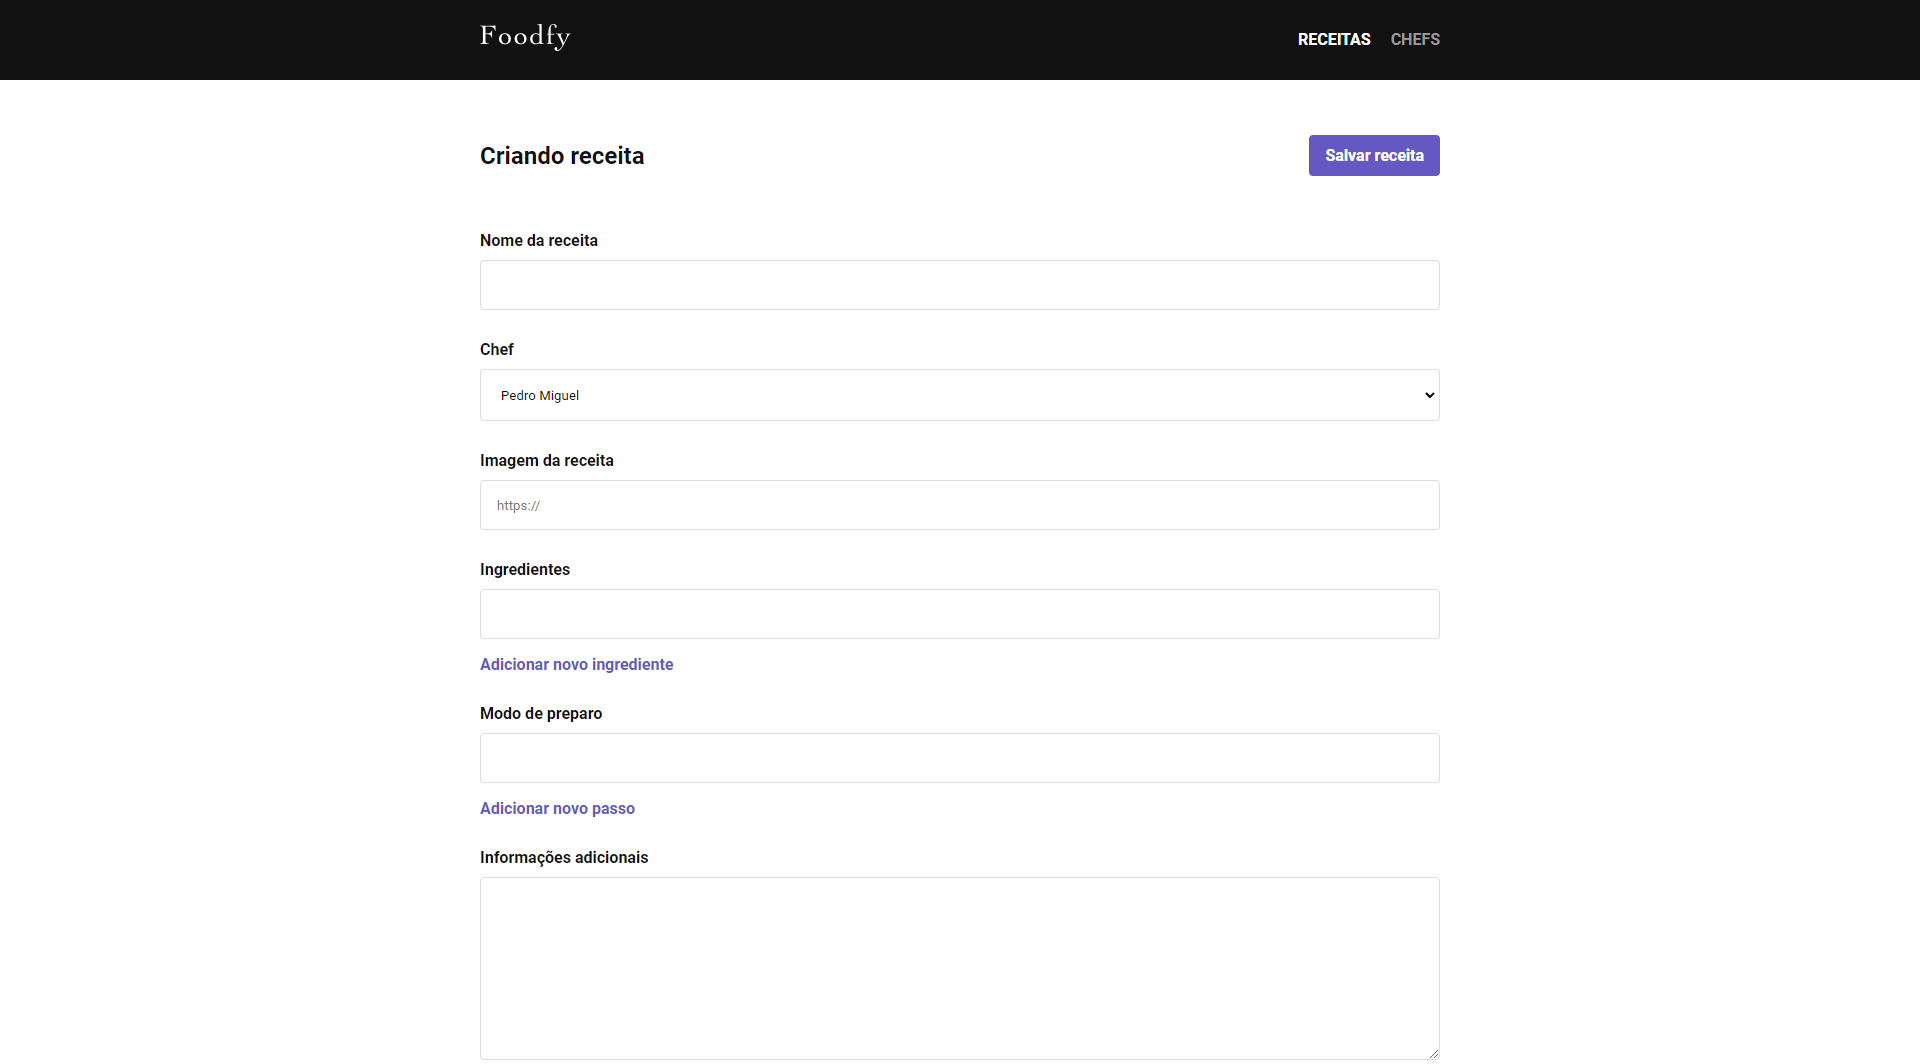 Foodfy
RECEITAS CHEFS
Criando receita
Salvar receita
Nome da receita
Chef
Pedro Miguel
Imagem da receita
https://
Ingredientes
Adicionar novo ingrediente
Modo de preparo
Adicionar novo passo
Informações adicionais